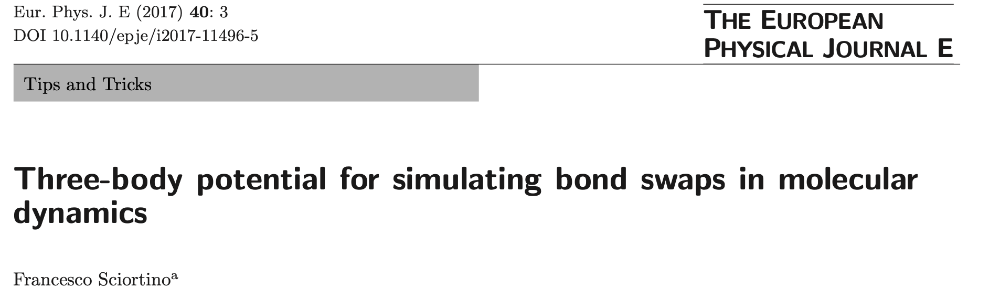 Eur. Phys. J. E (2017) 40: 3
DOI 10.1140/epje/i2017-11496-5
THE EUROPEAN
PHYSICAL JOURNAL E
Tips and Tricks
Three-body potential for simulating bond swaps in molecular
dynamics
Francesco Sciortinoᵃ